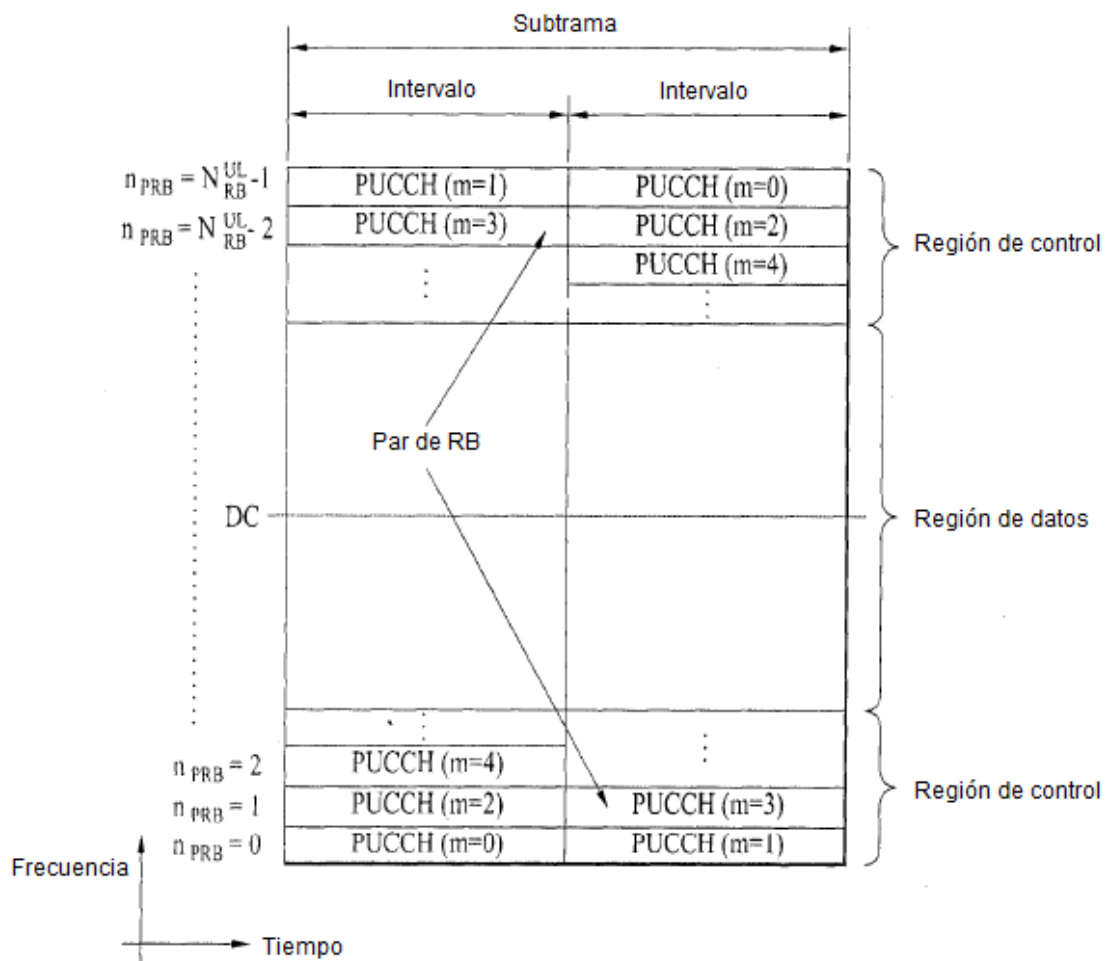 Subtrama
Intervalo Intervalo
n PRB = N UL RB -1 PUCCH (m=1) PUCCH (m=0)
n PRB = N UL RB - 2 PUCCH (m=3) PUCCH (m=2)
PUCCH (m=4)
Región de control
Par de RB
DC
Región de datos
n PRB = 2 PUCCH (m=4)
n PRB = 1 PUCCH (m=2) PUCCH (m=3)
Región de control
n PRB = 0 PUCCH (m=0) PUCCH (m=1)
Frecuencia
Tiempo